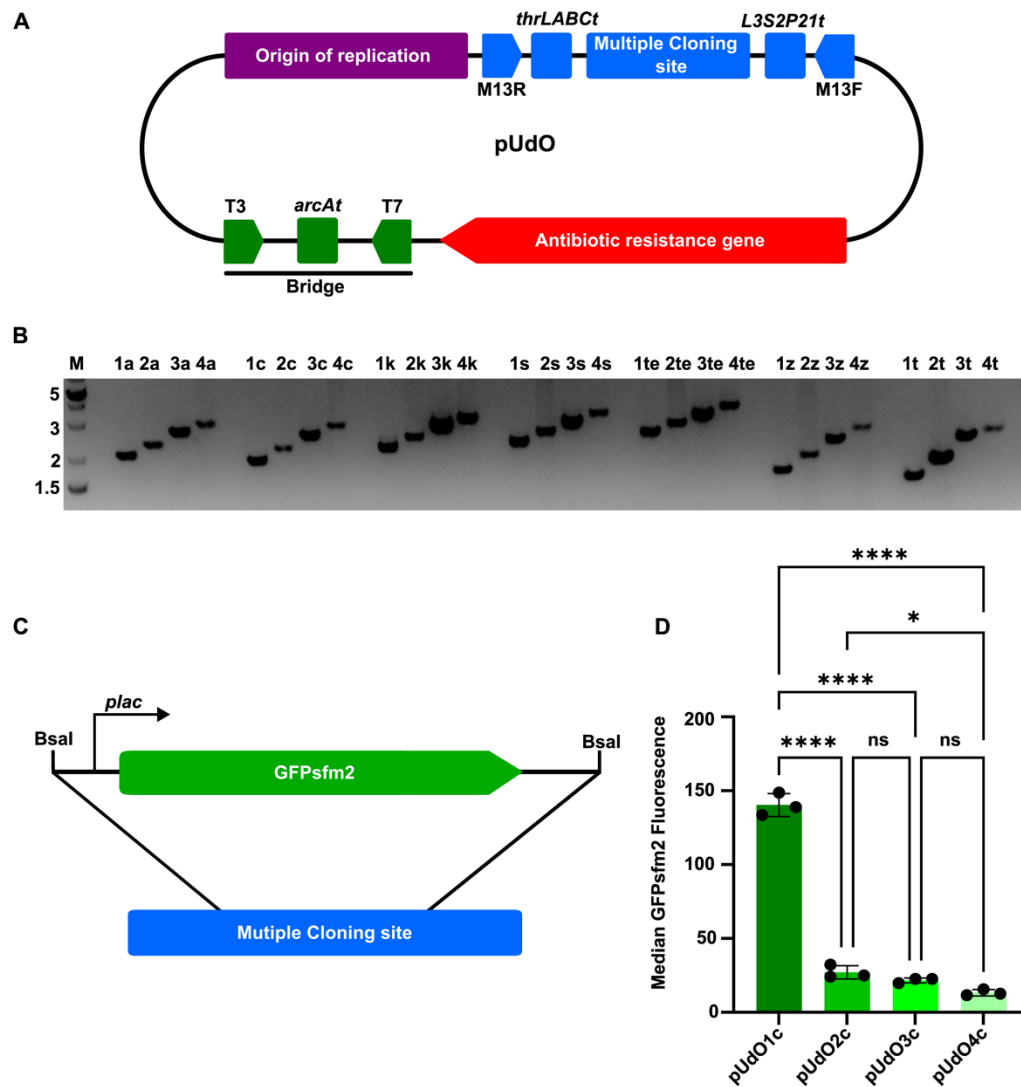 A
thrLABCt
L3S2P21t
Origin of replication
Multiple Cloning
site
M13R
M13F
pUdO
T3
arcAt
T7
Antibiotic resistance gene
Bridge
B
M 1a 2a 3a 4a 1c 2c 3c 4c 1k 2k 3k 4k 1s 2s 3s 4s 1te 2te 3te 4te 1z 2z 3z 4z 1t 2t 3t 4t
5
3
2
1.5
C
plac
BsaI
BsaI
GFPsfm2
Mutiple Cloning site
D
****
*
****
**** ns ns
Median GFPsfm2 Fluorescence
200
150
100
50
0
pUdO1c
pUdO2c
pUdO3c
pUdO4c